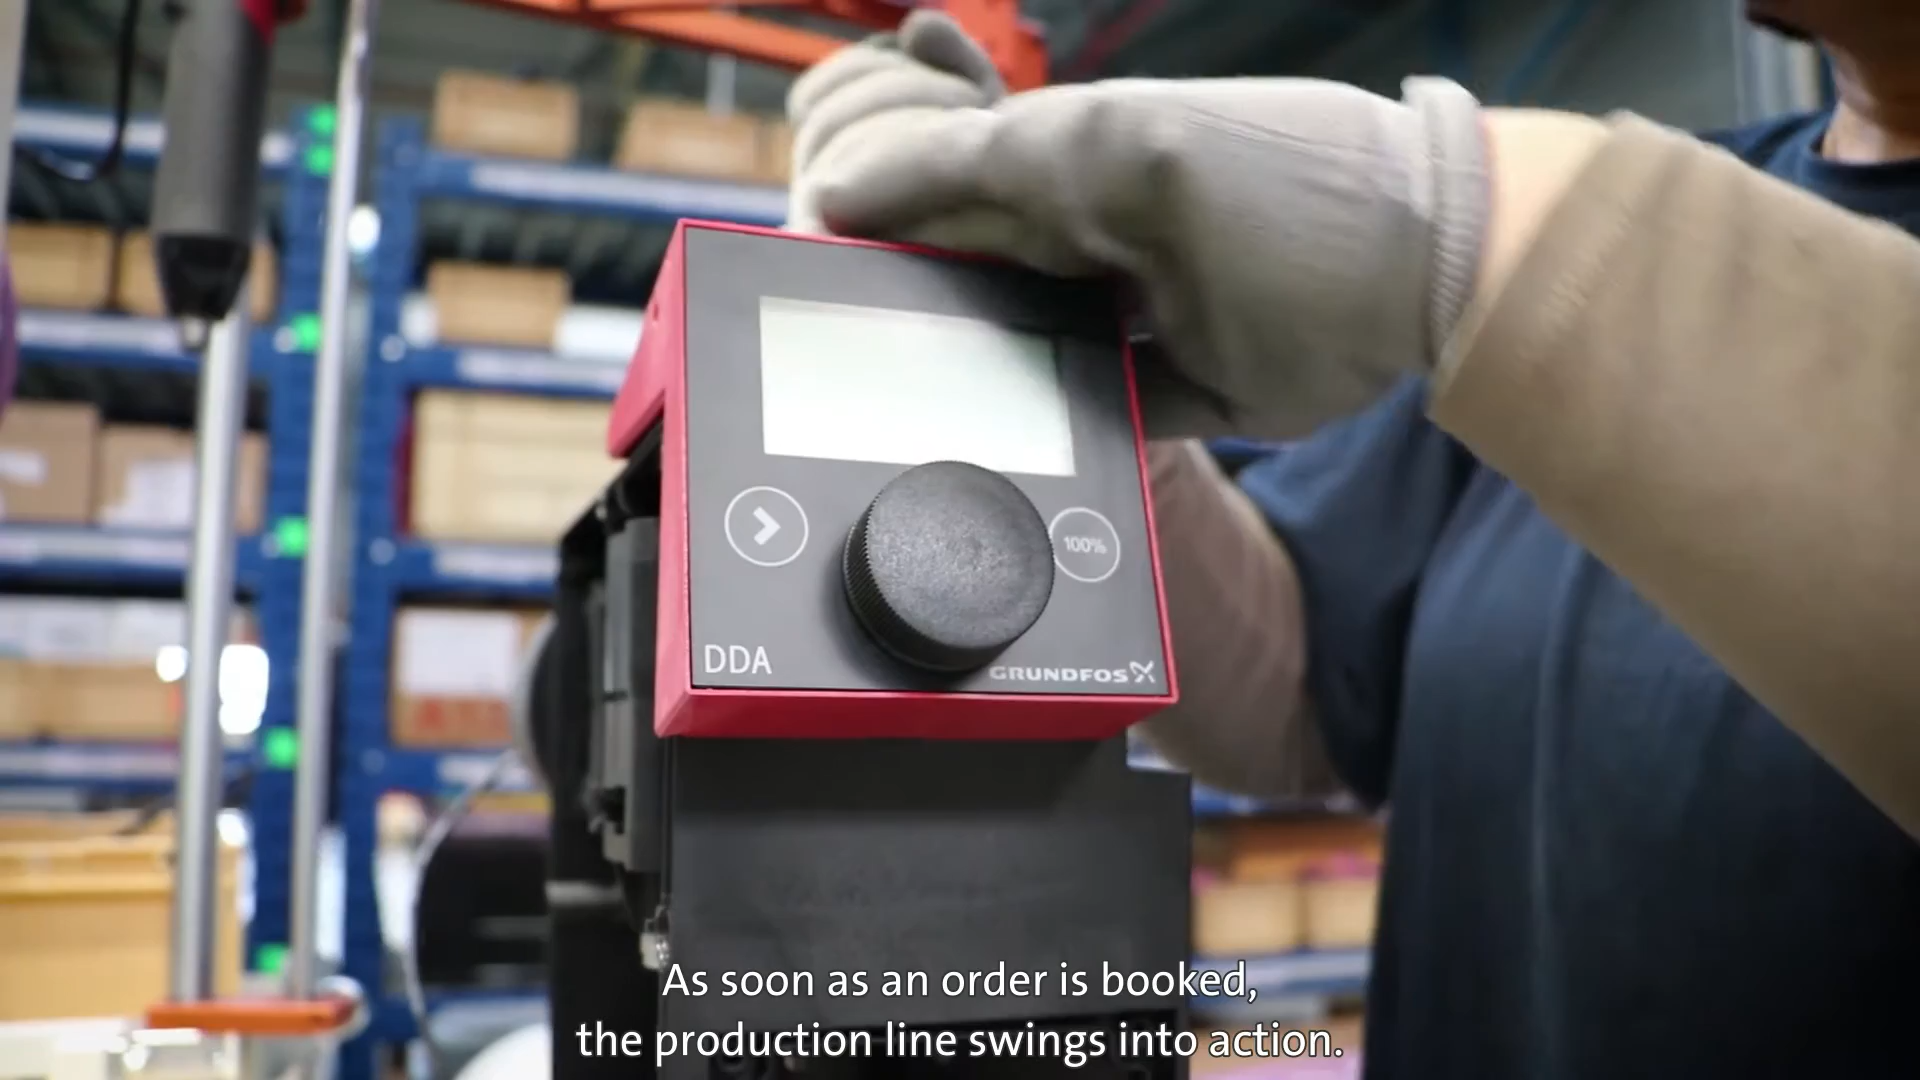 100%
DDA
GRUNDFOS
As soon as an order is booked,
the production line swings into action.